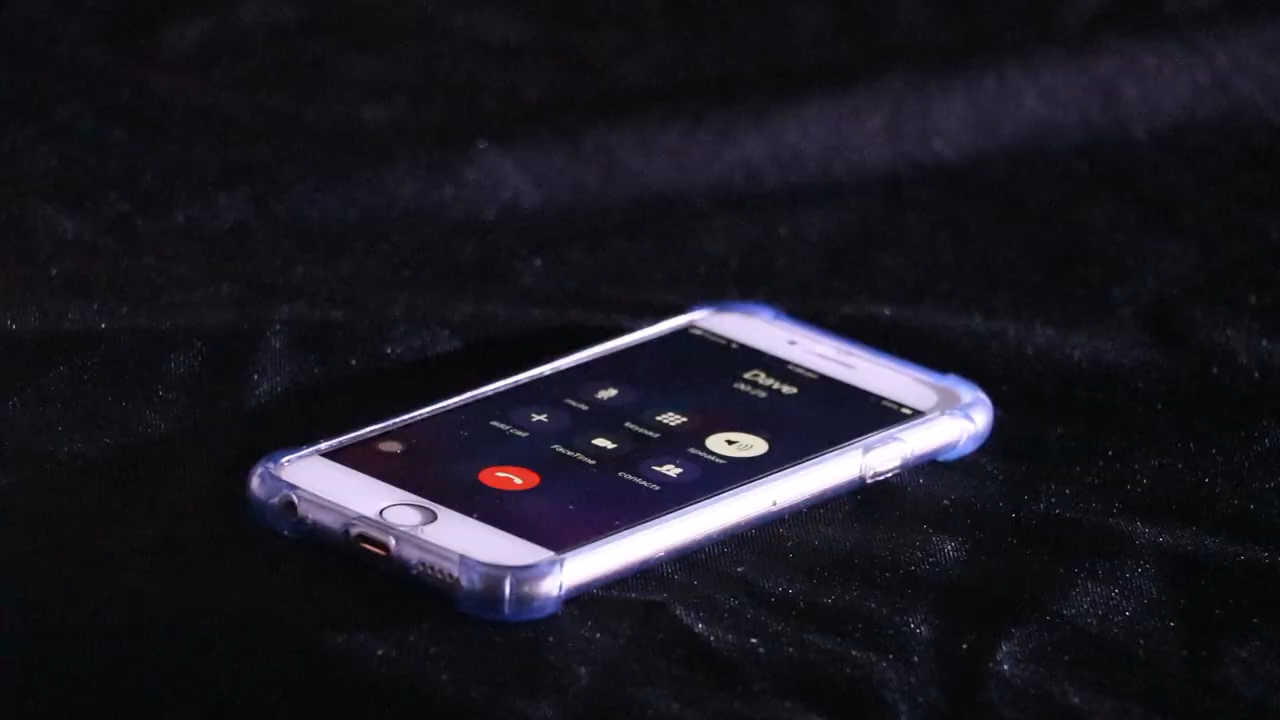 Dave
mute
keypad
speaker
add call
FaceTime
contacts